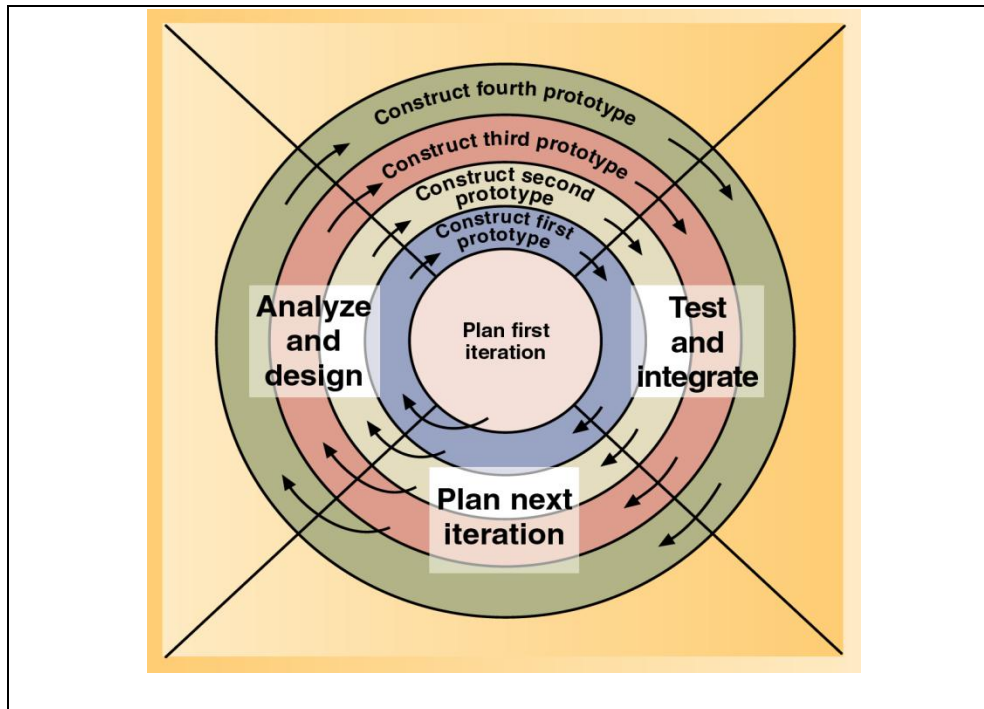 Construct fourth prototype
Construct third prototype
Construct second
prototype
Construct first
prototype
Analyze
and
design
Plan first
iteration
Test
and
integrate
Plan next
iteration